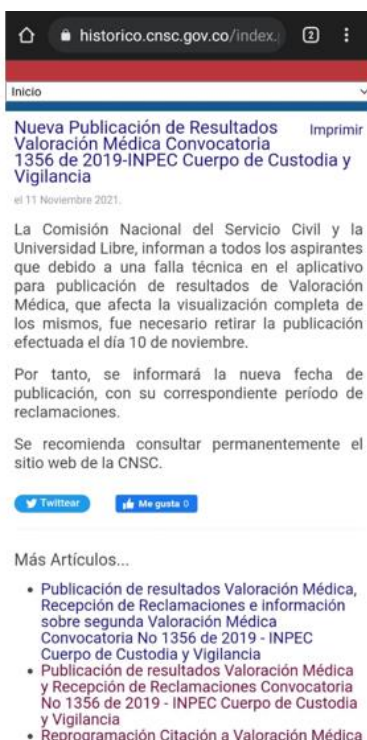 historico.cnsc.gov.co/index.
2
Inicio
Nueva Publicación de Resultados
Imprimir
Valoración Médica Convocatoria
1356 de 2019-INPEC Cuerpo de Custodia y
Vigilancia
el 11 Noviembre 2021.
La Comisión Nacional del Servicio Civil y la
Universidad Libre, informan a todos los aspirantes
que debido a una falla técnica en el aplicativo
para publicación de resultados de Valoración
Médica, que afecta la visualización completa de
los mismos, fue necesario retirar la publicación
efectuada el día 10 de noviembre.
Por tanto, se informará la nueva fecha de
publicación, con su correspondiente período de
reclamaciones.
Se recomienda consultar permanentemente el
sitio web de la CNSC.
Twittear
Me gusta 0
Más Artículos...
• Publicación de resultados Valoración Médica,
Recepción de Reclamaciones e información
sobre segunda Valoración Médica
Convocatoria No 1356 de 2019 - INPEC
Cuerpo de Custodia y Vigilancia
• Publicación de resultados Valoración Médica
y Recepción de Reclamaciones Convocatoria
No 1356 de 2019 - INPEC Cuerpo de Custodia
y Vigilancia
• Reprogramación Citación a Valoración Médica